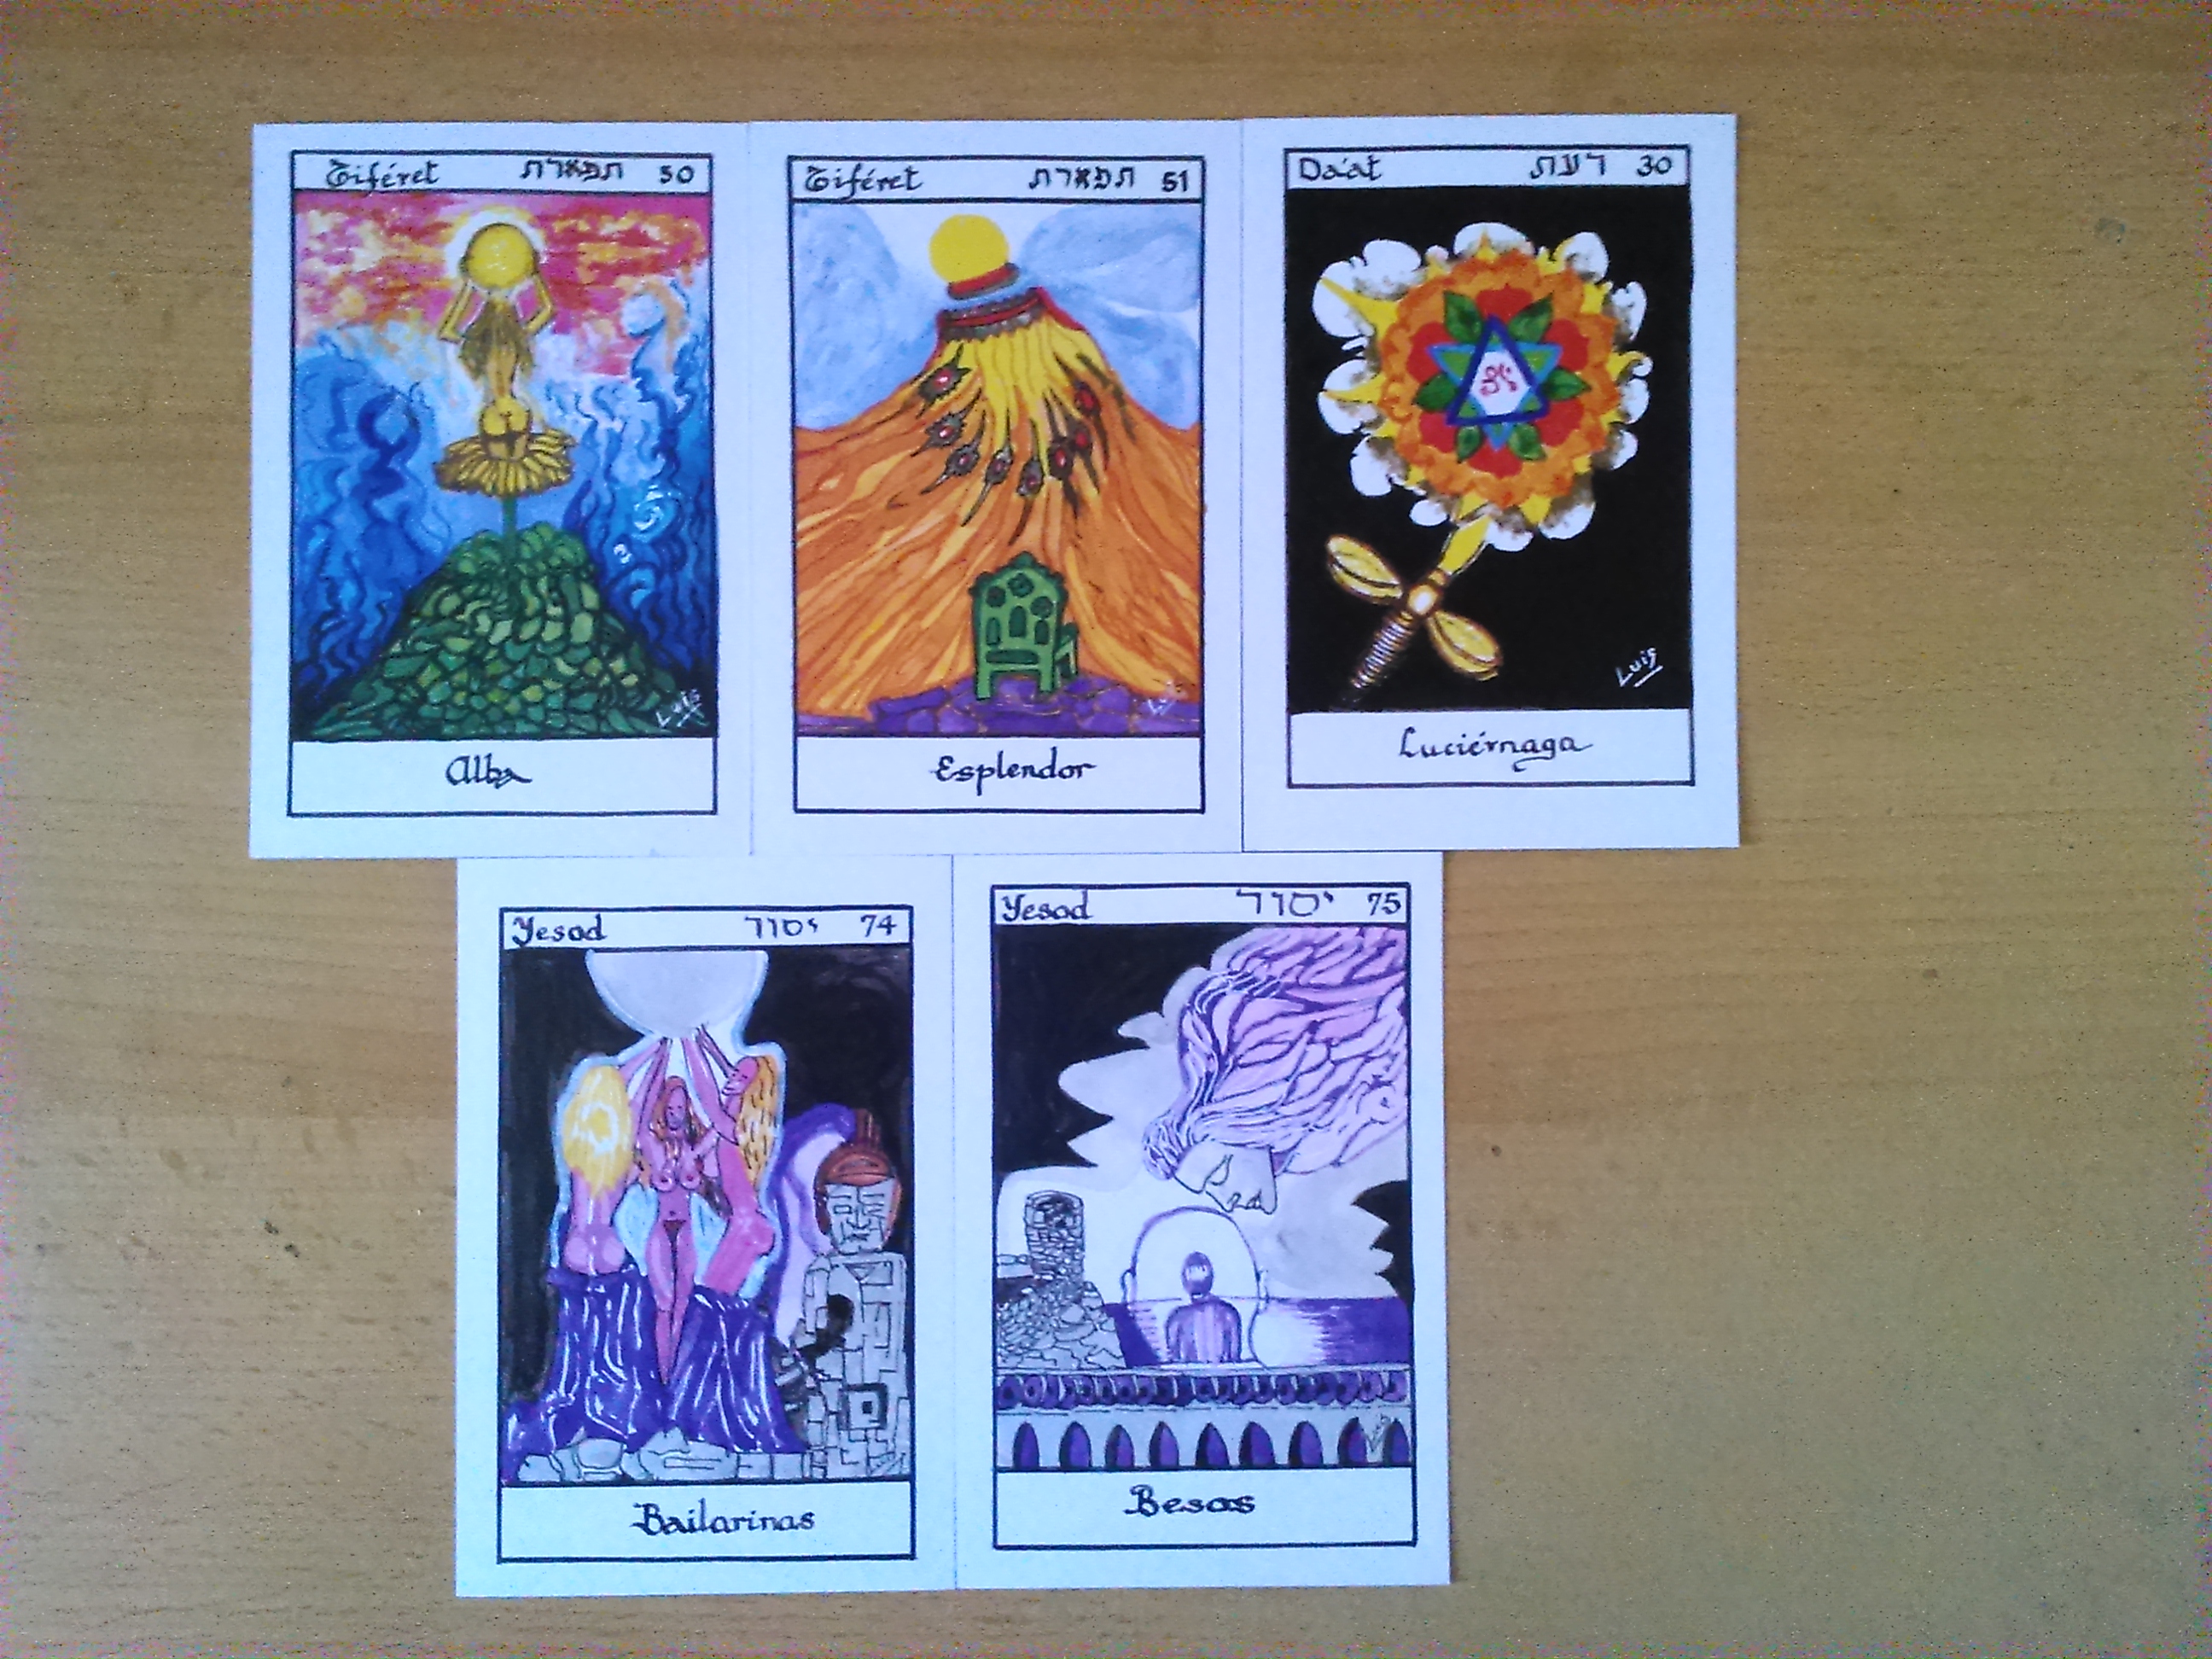 Tiféret תפארת 50
Luis
Alba
Tiféret תפארת 51
Esplendor
Da'at דעת 30
Luis
Luciérnaga
Yesod יסוד 74
Bailarinas
Yesod יסוד 75
Besos